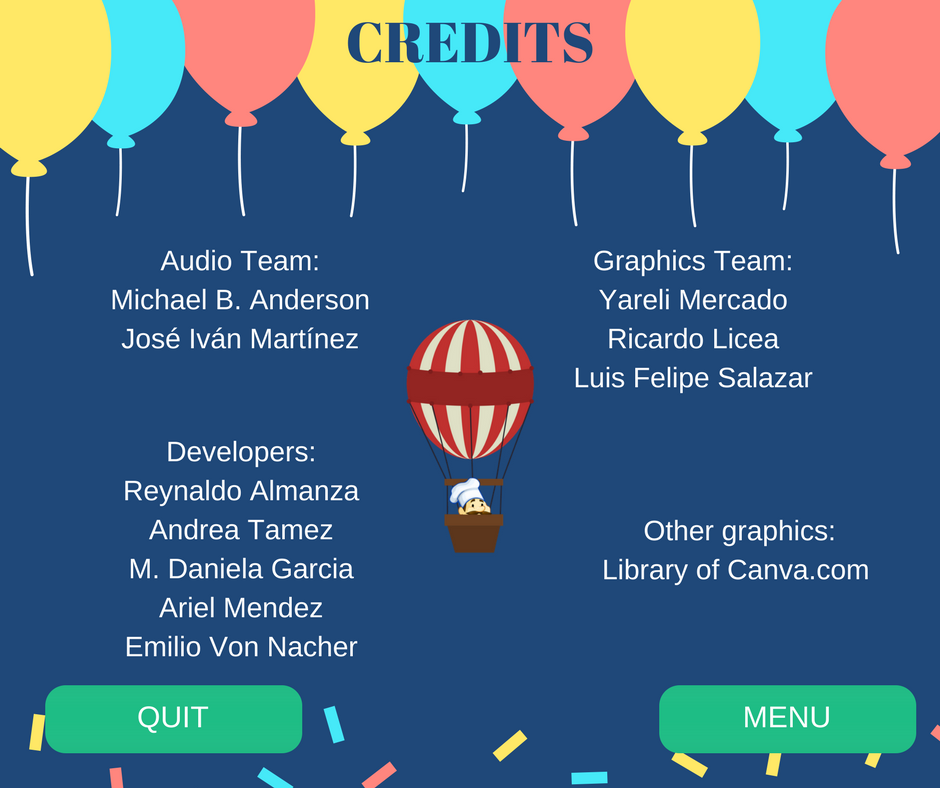 CREDITS
Audio Team:
Michael B. Anderson
José Iván Martínez
Graphics Team:
Yareli Mercado
Ricardo Licea
Luis Felipe Salazar
Developers:
Reynaldo Almanza
Andrea Tamez
M. Daniela Garcia
Ariel Mendez
Emilio Von Nacher
Other graphics:
Library of Canva.com
QUIT
MENU